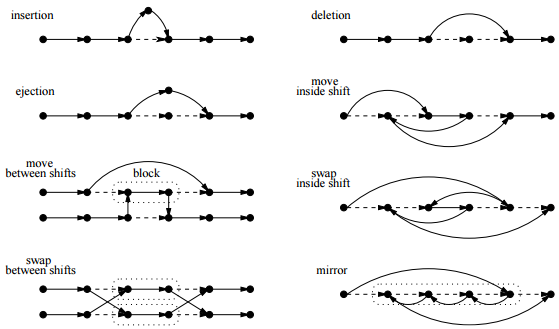 insertion
deletion
ejection
move
inside shift
move
between shifts
block
swap
inside shift
swap
between shifts
mirror